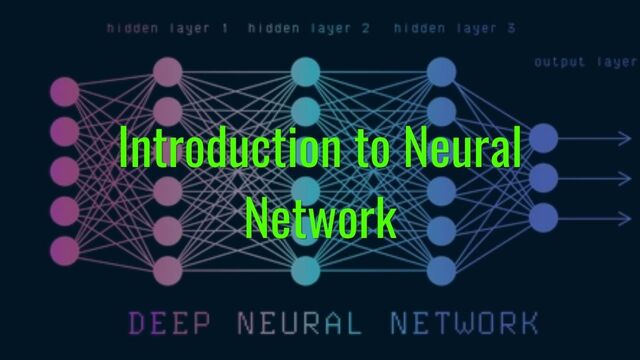 hidden layer 1 hidden layer 2 hidden layer 3
output layer
Introduction to Neural
Network
DEEP NEURAL NETWORK